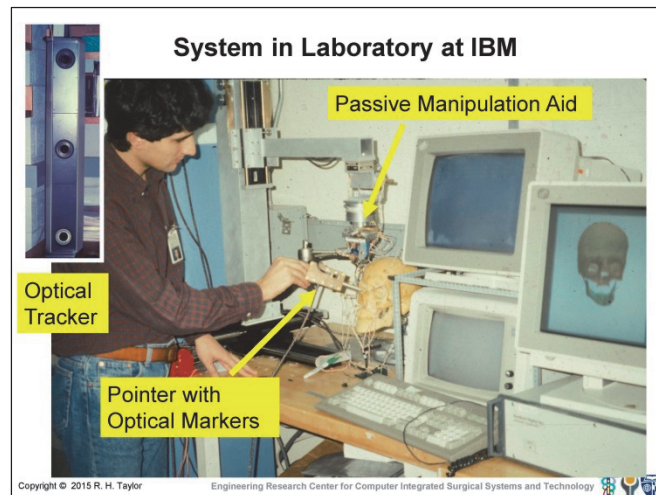 System in Laboratory at IBM
Passive Manipulation Aid
Optical
Tracker
Pointer with
Optical Markers
Copyright © 2015 R. H. Taylor
Engineering Research Center for Computer Integrated Surgical Systems and Technology